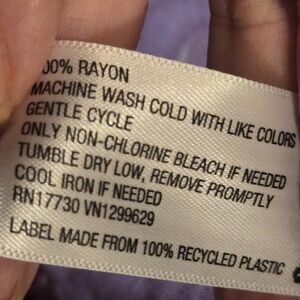 00% RAYON
MACHINE WASH COLD WITH LIKE COLORS
GENTLE CYCLE
ONLY NON-CHLORINE BLEACH IF NEEDED
TUMBLE DRY LOW, REMOVE PROMPTLY
COOL IRON IF NEEDED
RN17730 VN1299629
LABEL MADE FROM 100% RECYCLED PLASTIC